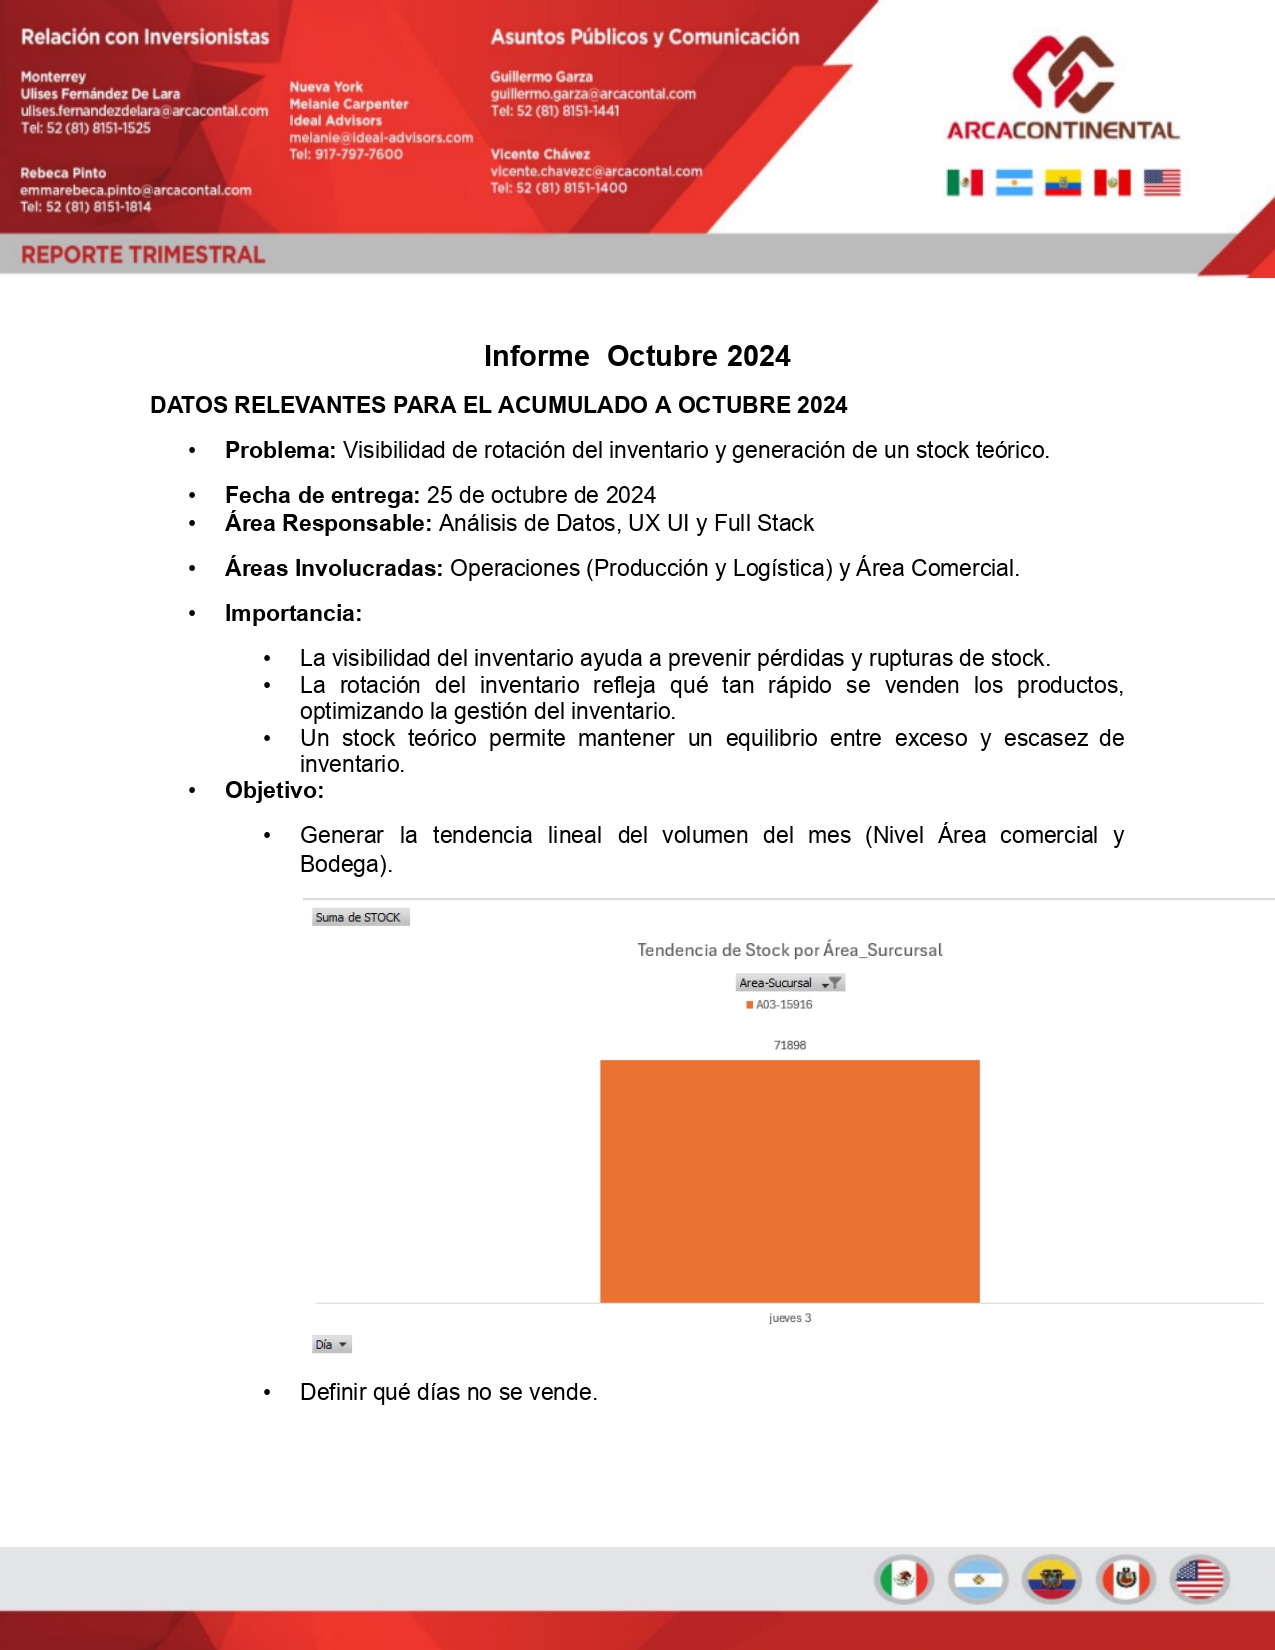 Relación con Inversionistas
Monterrey
Ulises Fernández De Lara
ulises.fernandezdelara@arcacontal.com
Tel: 52 (81) 8151-1525
Rebeca Pinto
emmarebeca.pinto@arcacontal.com
Tel: 52 (81) 8151-1814
Nueva York
Melanie Carpenter
Ideal Advisors
melanie@ideal-advisors.com
Tel: 917-797-7600
Asuntos Públicos y Comunicación
Guillermo Garza
guillermo.garza@arcacontal.com
Tel: 52 (81) 8151-1441
Vicente Chávez
vicente.chavezc@arcacontal.com
Tel: 52 (81) 8151-1400
ARCACONTINENTAL
REPORTE TRIMESTRAL
Informe Octubre 2024
DATOS RELEVANTES PARA EL ACUMULADO A OCTUBRE 2024
• Problema: Visibilidad de rotación del inventario y generación de un stock teórico.
• Fecha de entrega: 25 de octubre de 2024
• Área Responsable: Análisis de Datos, UX UI y Full Stack
• Áreas Involucradas: Operaciones (Producción y Logística) y Área Comercial.
• Importancia:
• La visibilidad del inventario ayuda a prevenir pérdidas y rupturas de stock.
• La rotación del inventario refleja qué tan rápido se venden los productos,
optimizando la gestión del inventario.
• Un stock teórico permite mantener un equilibrio entre exceso y escasez de
inventario.
• Objetivo:
• Generar la tendencia lineal del volumen del mes (Nivel Área comercial y
Bodega).
Suma de STOCK
Tendencia de Stock por Área_Surcursal
Area-Sucursal
A03-15916
71898
jueves 3
Día
• Definir qué días no se vende.